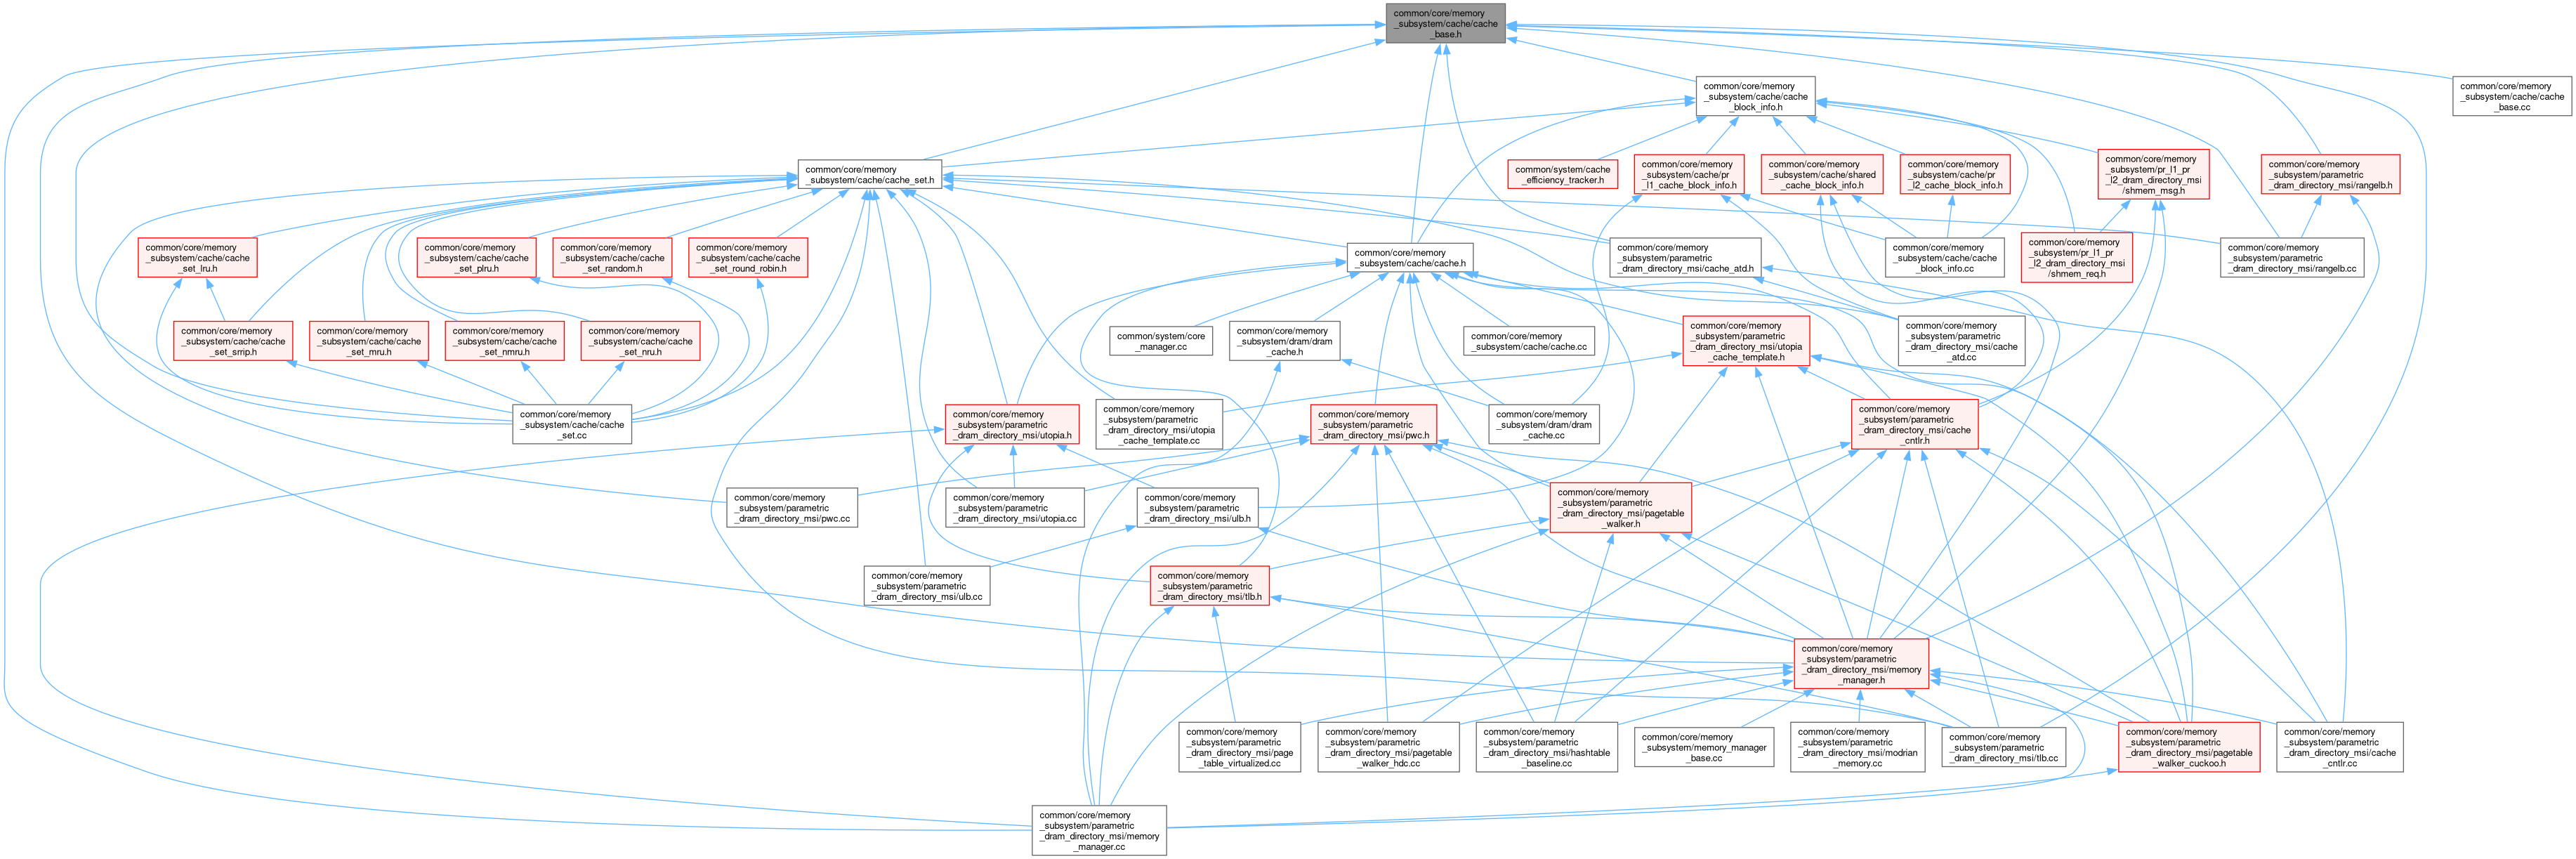 common/core/memory
_subsystem/cache/cache
_base.h
common/core/memory
_subsystem/cache/cache
_block_info.h
common/core/memory
_subsystem/cache/cache
_base.cc
common/core/memory
_subsystem/cache/cache_set.h
common/system/cache
_efficiency_tracker.h
common/core/memory
_subsystem/cache/pr
_l1_cache_block_info.h
common/core/memory
_subsystem/cache/shared
_cache_block_info.h
common/core/memory
_subsystem/cache/pr
_l2_cache_block_info.h
common/core/memory
_subsystem/pr_l1_pr
_l2_dram_directory_msi
/shmem_msg.h
common/core/memory
_subsystem/parametric
_dram_directory_msi/rangelb.h
common/core/memory
_subsystem/cache/cache
_set_lru.h
common/core/memory
_subsystem/cache/cache
_set_plru.h
common/core/memory
_subsystem/cache/cache
_set_random.h
common/core/memory
_subsystem/cache/cache
_set_round_robin.h
common/core/memory
_subsystem/cache/cache.h
common/core/memory
_subsystem/parametric
_dram_directory_msi/cache_atd.h
common/core/memory
_subsystem/cache/cache
_block_info.cc
common/core/memory
_subsystem/pr_l1_pr
_l2_dram_directory_msi
/shmem_req.h
common/core/memory
_subsystem/parametric
_dram_directory_msi/rangelb.cc
common/core/memory
_subsystem/cache/cache
_set_srrip.h
common/core/memory
_subsystem/cache/cache
_set_mru.h
common/core/memory
_subsystem/cache/cache
_set_nmru.h
common/core/memory
_subsystem/cache/cache
_set_nru.h
common/system/core
_manager.cc
common/core/memory
_subsystem/dram/dram
_cache.h
common/core/memory
_subsystem/cache/cache.cc
common/core/memory
_subsystem/parametric
_dram_directory_msi/utopia
_cache_template.h
common/core/memory
_subsystem/parametric
_dram_directory_msi/cache
_atd.cc
common/core/memory
_subsystem/cache/cache
_set.cc
common/core/memory
_subsystem/parametric
_dram_directory_msi/utopia.h
common/core/memory
_subsystem/parametric
_dram_directory_msi/utopia
_cache_template.cc
common/core/memory
_subsystem/parametric
_dram_directory_msi/pwc.h
common/core/memory
_subsystem/dram/dram
_cache.cc
common/core/memory
_subsystem/parametric
_dram_directory_msi/cache
_cntlr.h
common/core/memory
_subsystem/parametric
_dram_directory_msi/pwc.cc
common/core/memory
_subsystem/parametric
_dram_directory_msi/utopia.cc
common/core/memory
_subsystem/parametric
_dram_directory_msi/ulb.h
common/core/memory
_subsystem/parametric
_dram_directory_msi/pagetable
_walker.h
common/core/memory
_subsystem/parametric
_dram_directory_msi/ulb.cc
common/core/memory
_subsystem/parametric
_dram_directory_msi/tlb.h
common/core/memory
_subsystem/parametric
_dram_directory_msi/memory
_manager.h
common/core/memory
_subsystem/parametric
_dram_directory_msi/page
_table_virtualized.cc
common/core/memory
_subsystem/parametric
_dram_directory_msi/pagetable
_walker_hdc.cc
common/core/memory
_subsystem/parametric
_dram_directory_msi/hashtable
_baseline.cc
common/core/memory
_subsystem/memory_manager
_base.cc
common/core/memory
_subsystem/parametric
_dram_directory_msi/modrian
_memory.cc
common/core/memory
_subsystem/parametric
_dram_directory_msi/tlb.cc
common/core/memory
_subsystem/parametric
_dram_directory_msi/pagetable
_walker_cuckoo.h
common/core/memory
_subsystem/parametric
_dram_directory_msi/cache
_cntlr.cc
common/core/memory
_subsystem/parametric
_dram_directory_msi/memory
_manager.cc